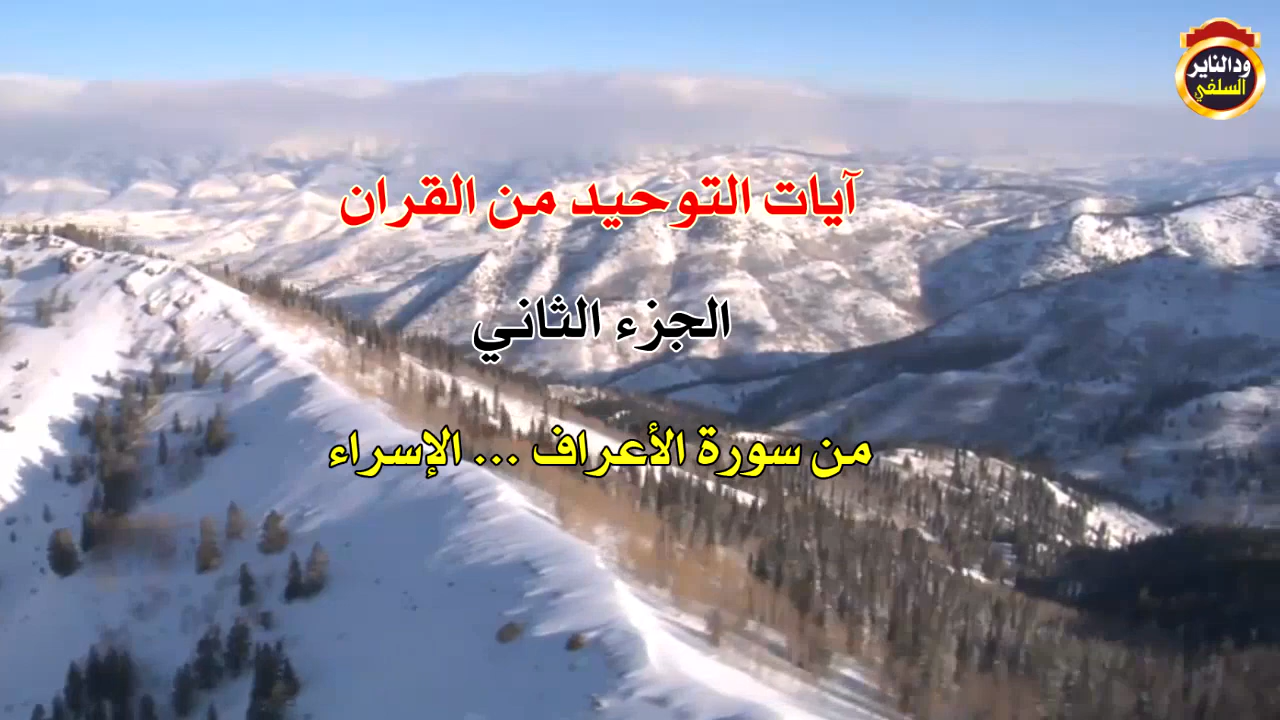 ودالناير
السلفي
آيات التوحيد من القران
الجزء الثاني
من سورة الأعراف ... الإسراء